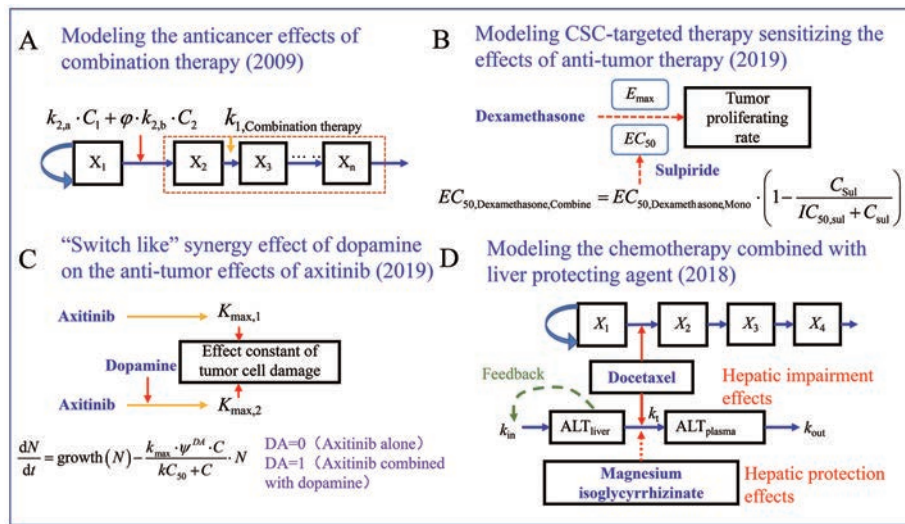 A
Modeling the anticancer effects of
combination therapy (2009)
k2,a · C1 + φ · k2,b · C2
k1,Combination therapy
X1
X2
X3
... ...
Xn
B
Modeling CSC-targeted therapy sensitizing the
effects of anti-tumor therapy (2019)
Emax
Dexamethasone
Tumor
proliferating
rate
EC50
Sulpiride
EC50,Dexamethasone,Combine = EC50,Dexamethasone,Mono · (1 − CSul / (IC50,sul + Csul))
C
“Switch like” synergy effect of dopamine
on the anti-tumor effects of axitinib (2019)
Axitinib
Kmax,1
Dopamine
Effect constant of
tumor cell damage
Axitinib
Kmax,2
dN/dt = growth(N) − (kmax · ψ^DA · C) / (kC50 + C) · N
DA=0（Axitinib alone）
DA=1（Axitinib combined
with dopamine）
D
Modeling the chemotherapy combined with
liver protecting agent (2018)
X1
X2
X3
X4
Docetaxel
Hepatic impairment
effects
Feedback
kin
ALTliver
kt
ALTplasma
kout
Magnesium
isoglycyrrhizinate
Hepatic protection
effects